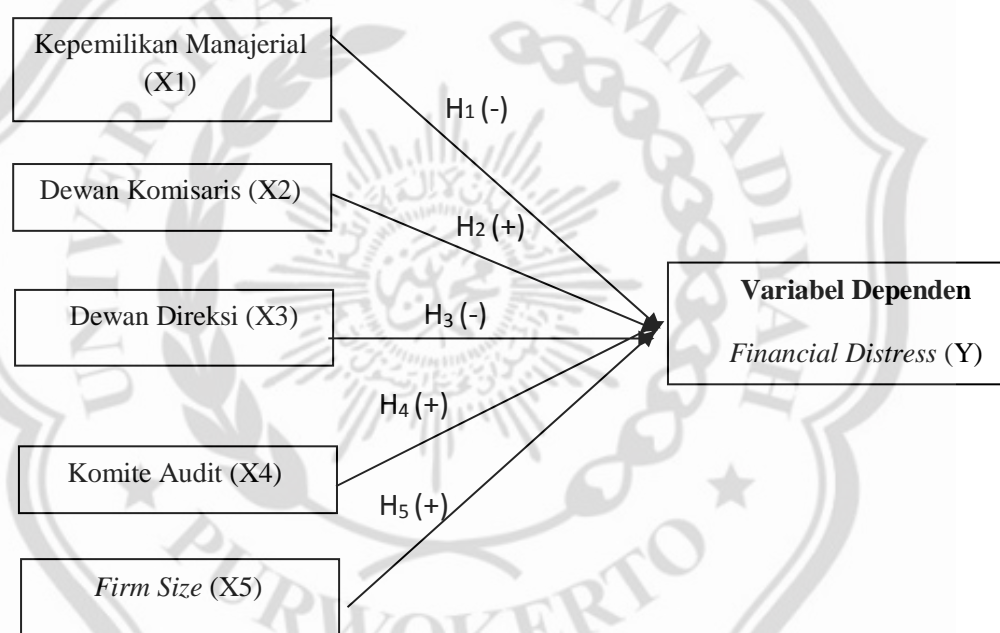 Kepemilikan Manajerial
(X1)
H1 (-)
Dewan Komisaris (X2)
H2 (+)
Variabel Dependen
Financial Distress (Y)
Dewan Direksi (X3)
H3 (-)
H4 (+)
Komite Audit (X4)
H5 (+)
Firm Size (X5)
PURWOKERTO